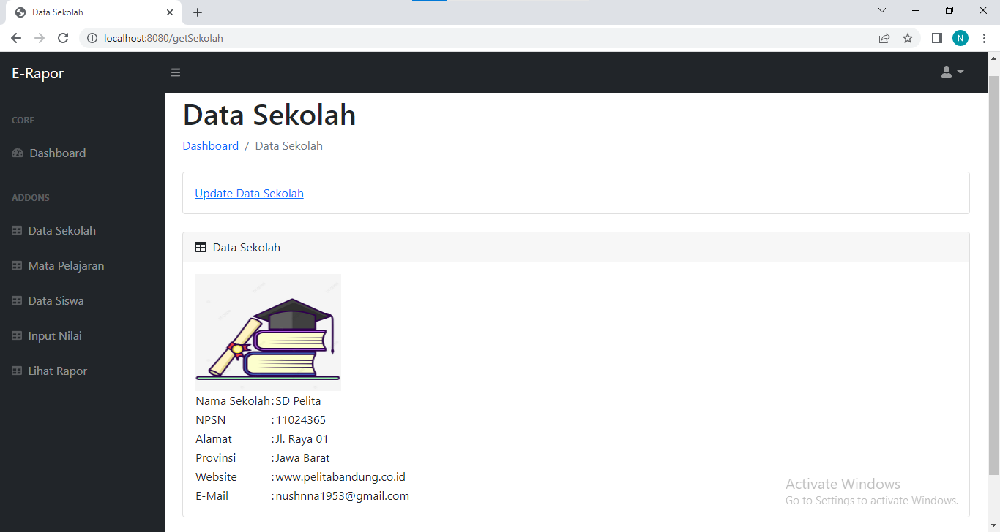 Data Sekolah
localhost:8080/getSekolah
N
E-Rapor
CORE
Dashboard
ADDONS
Data Sekolah
Mata Pelajaran
Data Siswa
Input Nilai
Lihat Rapor
Data Sekolah
Dashboard / Data Sekolah
Update Data Sekolah
Data Sekolah
Nama Sekolah : SD Pelita
NPSN : 11024365
Alamat : Jl. Raya 01
Provinsi : Jawa Barat
Website : www.pelitabandung.co.id
E-Mail : nushnna1953@gmail.com
Activate Windows
Go to Settings to activate Windows.